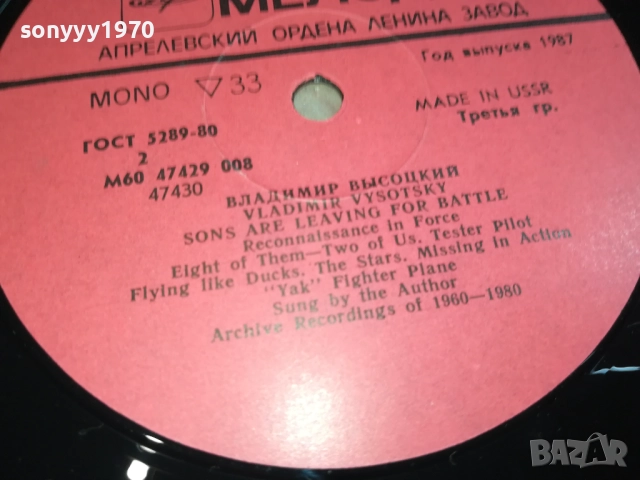 sonyyy1970
АПРЕЛЕВСКИЙ ОРДЕНА ЛЕНИНА ЗАВОД
MONO ▽ 33
Год выпуска 1987
MADE IN USSR
Третья гр.
ГОСТ 5289-80
2
М60 47429 008
47430
ВЛАДИМИР ВЫСОЦКИЙ
VLADIMIR VYSOTSKY
SONS ARE LEAVING FOR BATTLE
Reconnaissance in Force
Eight of Them—Two of Us. Tester Pilot
Flying like Ducks. The Stars. Missing in Action
"Yak" Fighter Plane
Sung by the Author
Archive Recordings of 1960—1980
BAZAR